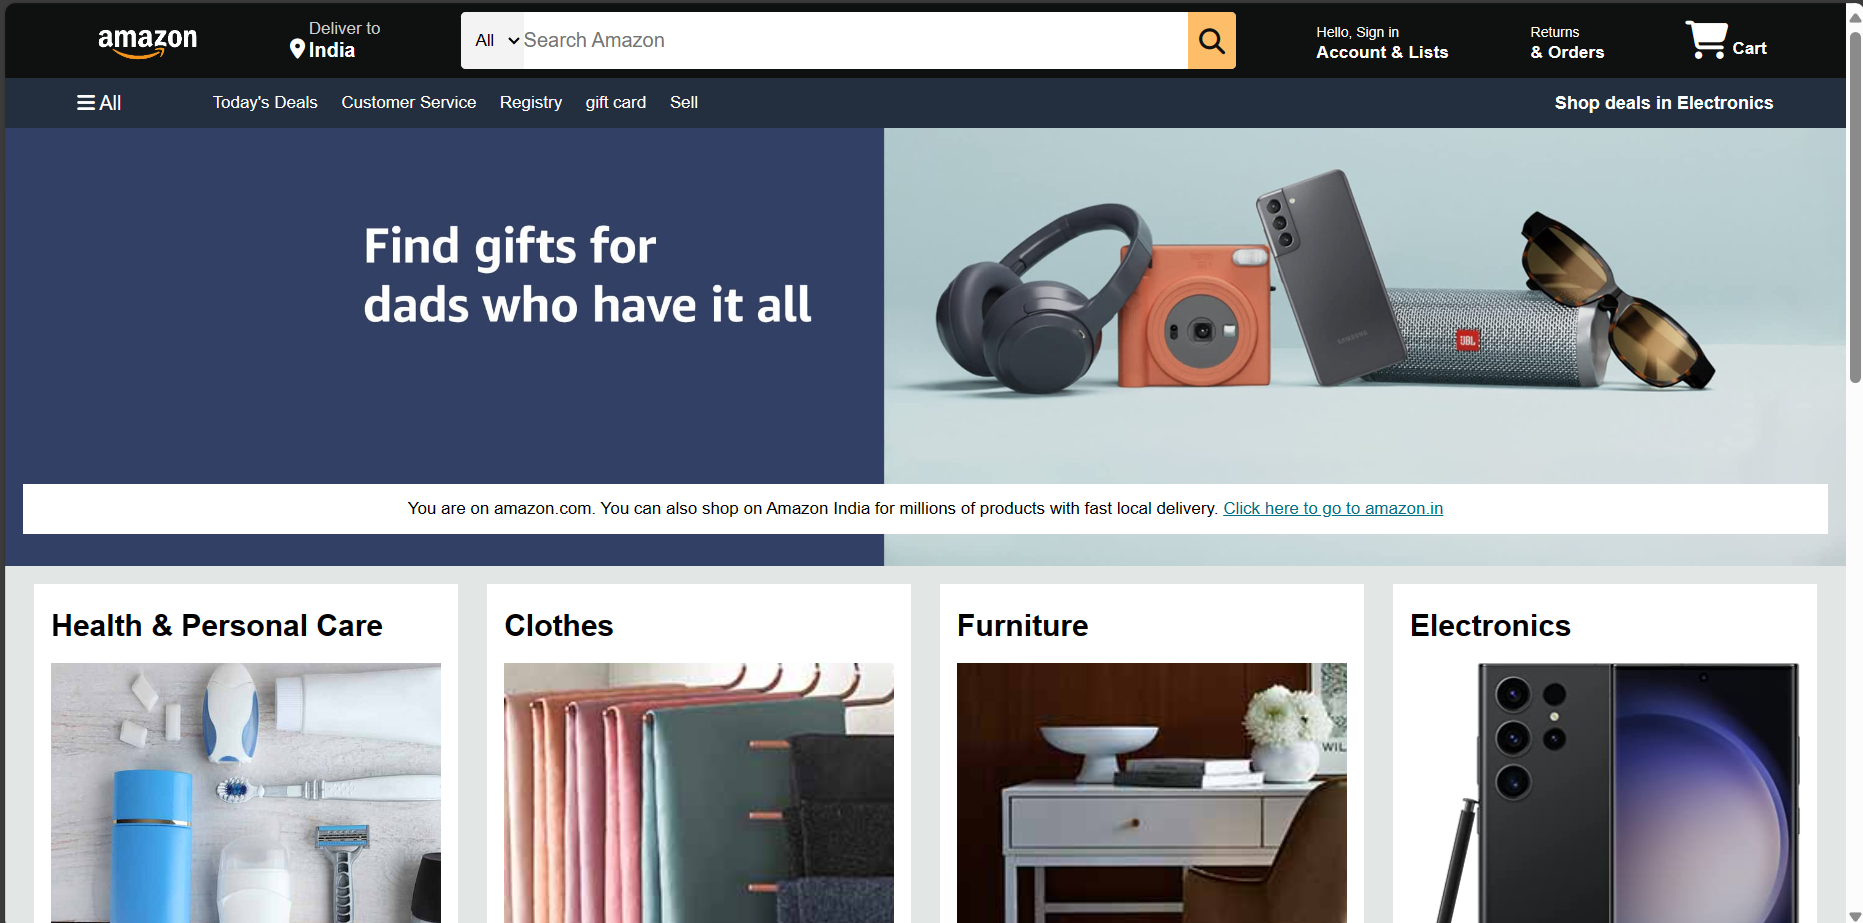 amazon
Deliver to
India
All
Search Amazon
Hello, Sign in
Account & Lists
Returns
& Orders
Cart
All
Today's Deals
Customer Service
Registry
gift card
Sell
Shop deals in Electronics
Find gifts for
dads who have it all
SAMSUNG
JBL
You are on amazon.com. You can also shop on Amazon India for millions of products with fast local delivery. Click here to go to amazon.in
Health & Personal Care
Clothes
Furniture
Electronics
WIL